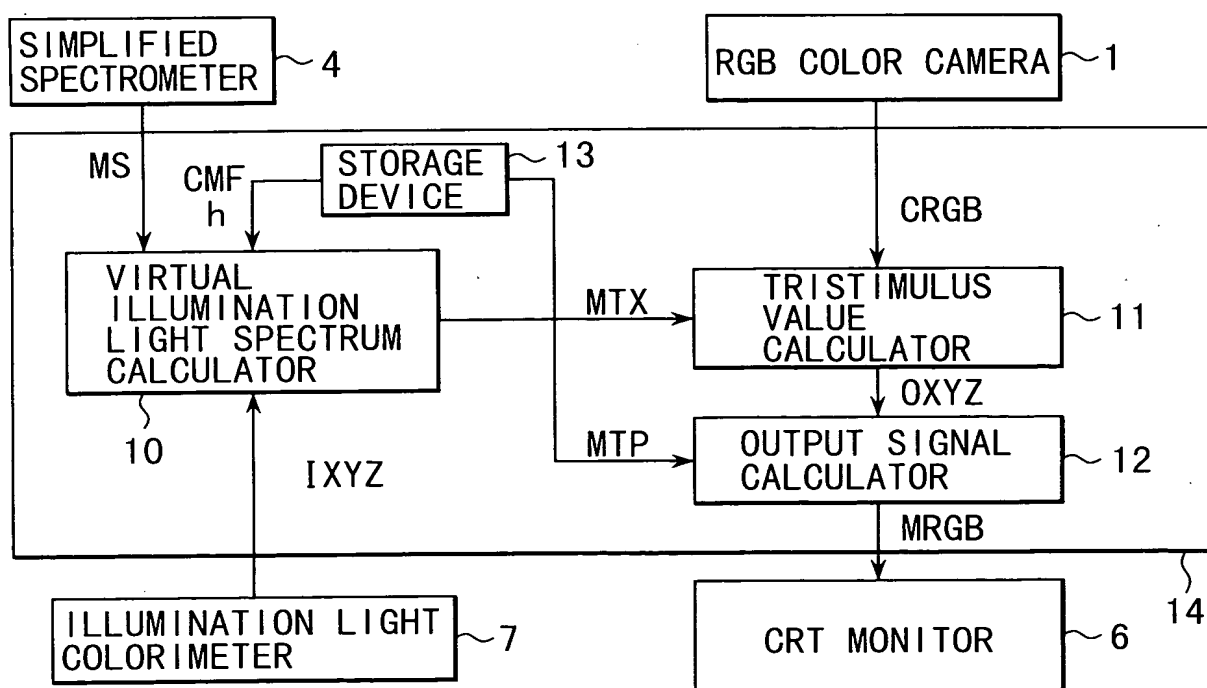 SIMPLIFIED
SPECTROMETER
4
RGB COLOR CAMERA
1
MS
CMF
h
STORAGE
DEVICE
13
CRGB
VIRTUAL
ILLUMINATION
LIGHT SPECTRUM
CALCULATOR
10
MTX
TRISTIMULUS
VALUE
CALCULATOR
11
OXYZ
IXYZ
MTP
OUTPUT SIGNAL
CALCULATOR
12
MRGB
14
ILLUMINATION LIGHT
COLORIMETER
7
CRT MONITOR
6